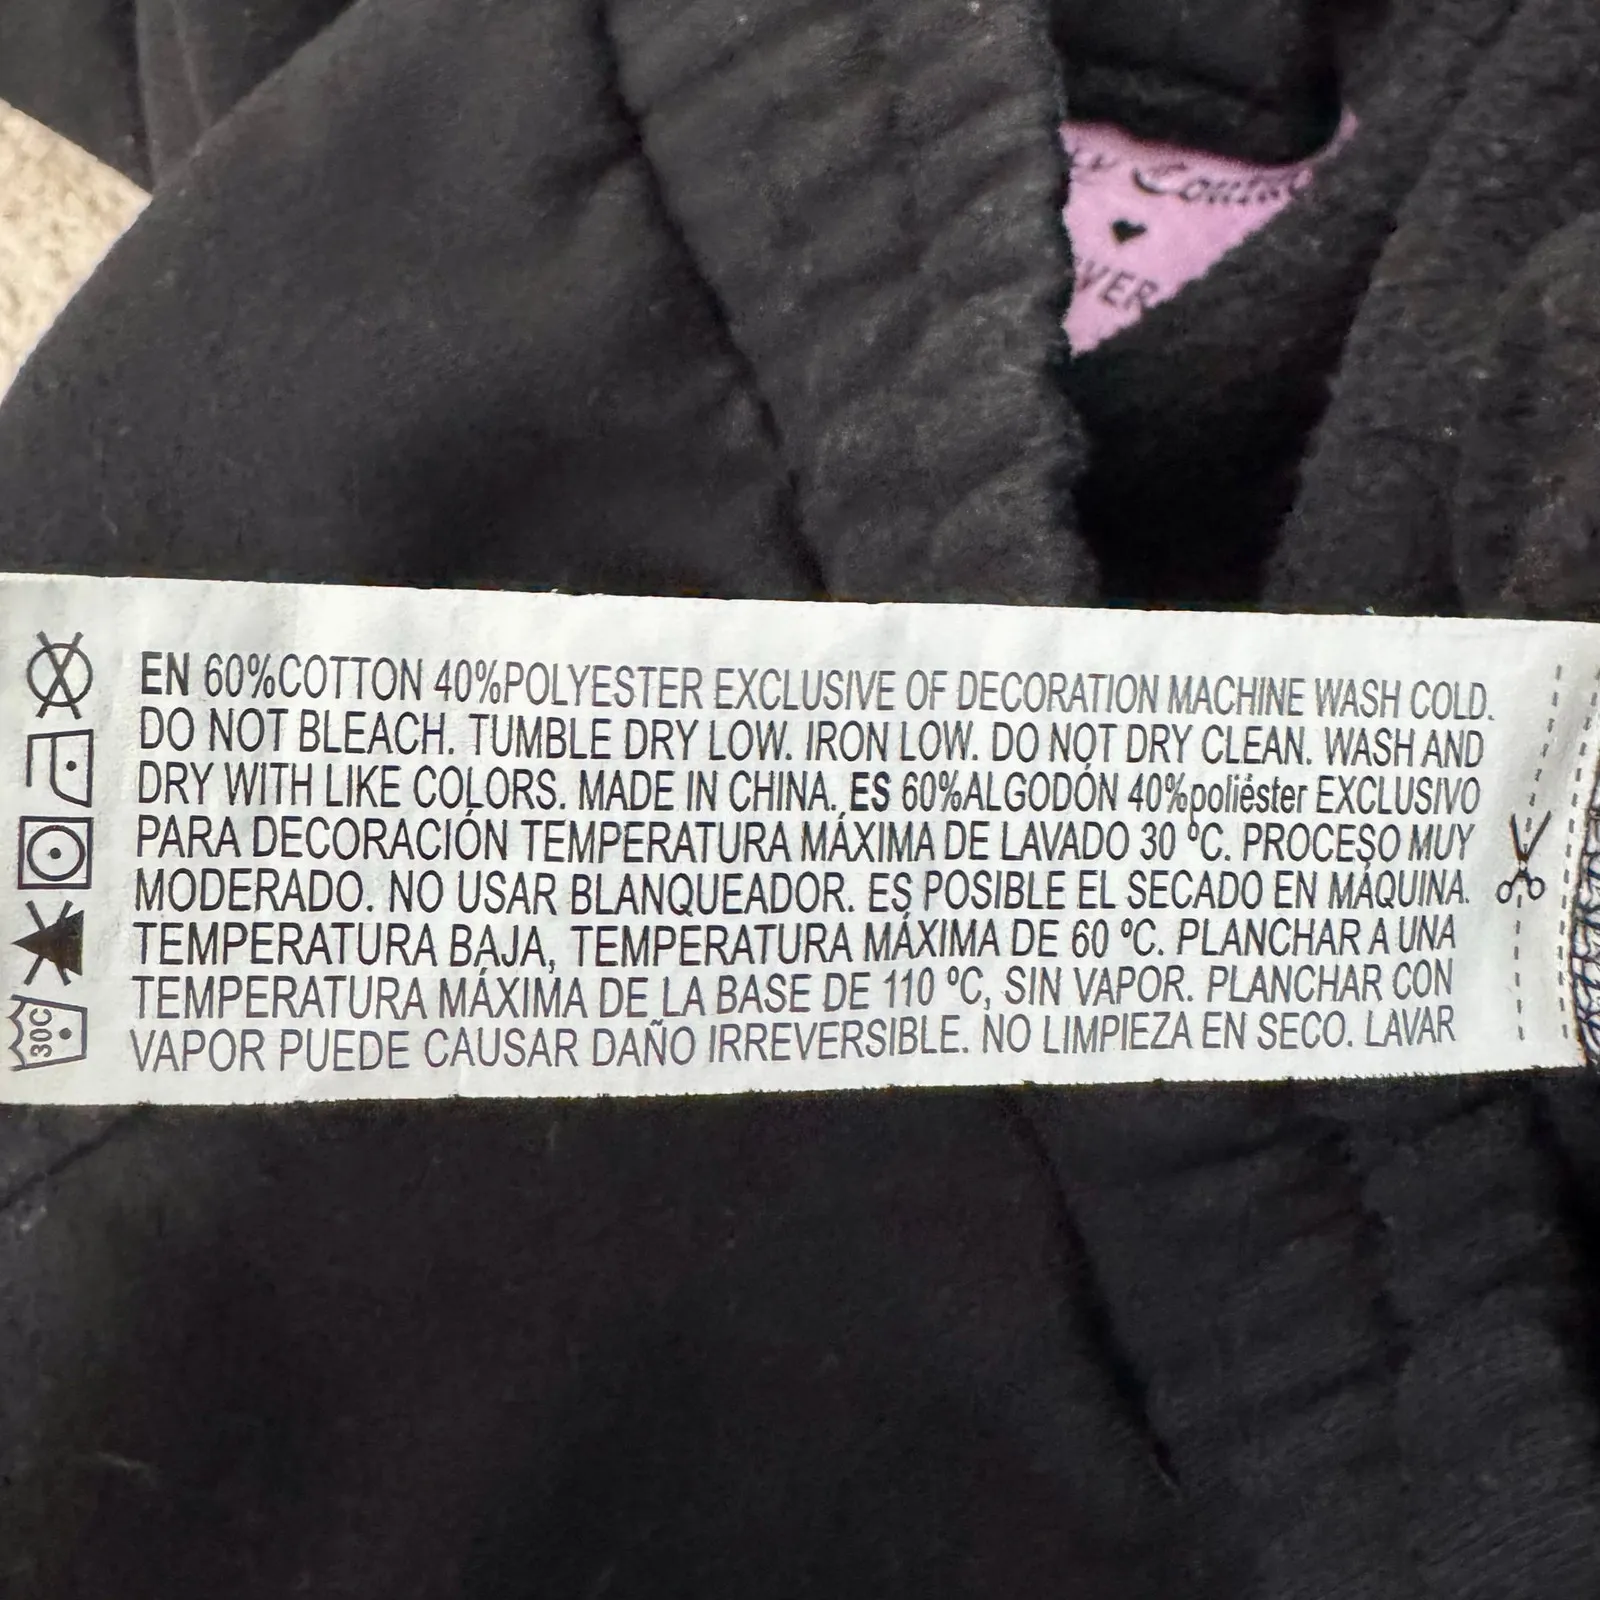 y Coutu
VER
EN 60%COTTON 40%POLYESTER EXCLUSIVE OF DECORATION MACHINE WASH COLD.
DO NOT BLEACH. TUMBLE DRY LOW. IRON LOW. DO NOT DRY CLEAN. WASH AND
DRY WITH LIKE COLORS. MADE IN CHINA. ES 60%ALGODÓN 40%poliéster EXCLUSIVO
PARA DECORACIÓN TEMPERATURA MÁXIMA DE LAVADO 30 ºC. PROCESO MUY
MODERADO. NO USAR BLANQUEADOR. ES POSIBLE EL SECADO EN MÁQUINA.
TEMPERATURA BAJA, TEMPERATURA MÁXIMA DE 60 ºC. PLANCHAR A UNA
TEMPERATURA MÁXIMA DE LA BASE DE 110 ºC, SIN VAPOR. PLANCHAR CON
VAPOR PUEDE CAUSAR DAÑO IRREVERSIBLE. NO LIMPIEZA EN SECO. LAVAR
30C